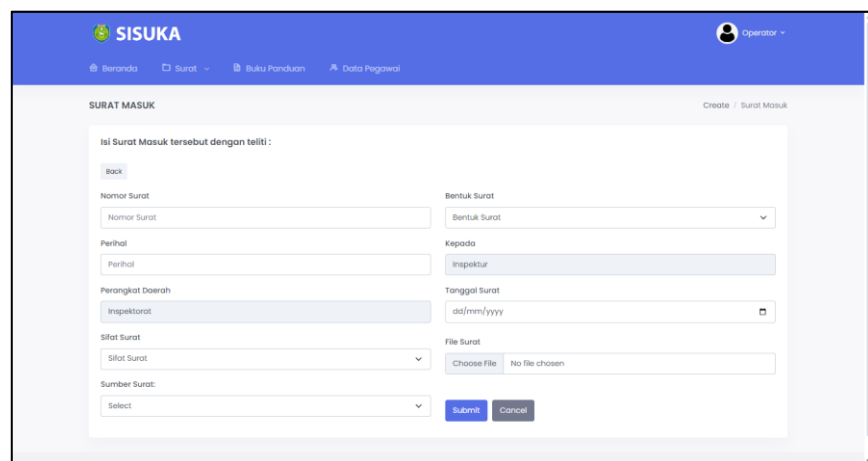 SISUKA
Operator
Beranda Surat Buku Panduan Data Pegawai
SURAT MASUK
Create / Surat Masuk
Isi Surat Masuk tersebut dengan teliti :
Back
Nomor Surat
Nomor Surat
Bentuk Surat
Bentuk Surat
Perihal
Perihal
Kepada
Inspektur
Perangkat Daerah
Inspektorat
Tanggal Surat
dd/mm/yyyy
Sifat Surat
Sifat Surat
File Surat
Choose File No file chosen
Sumber Surat:
Select
Submit Cancel